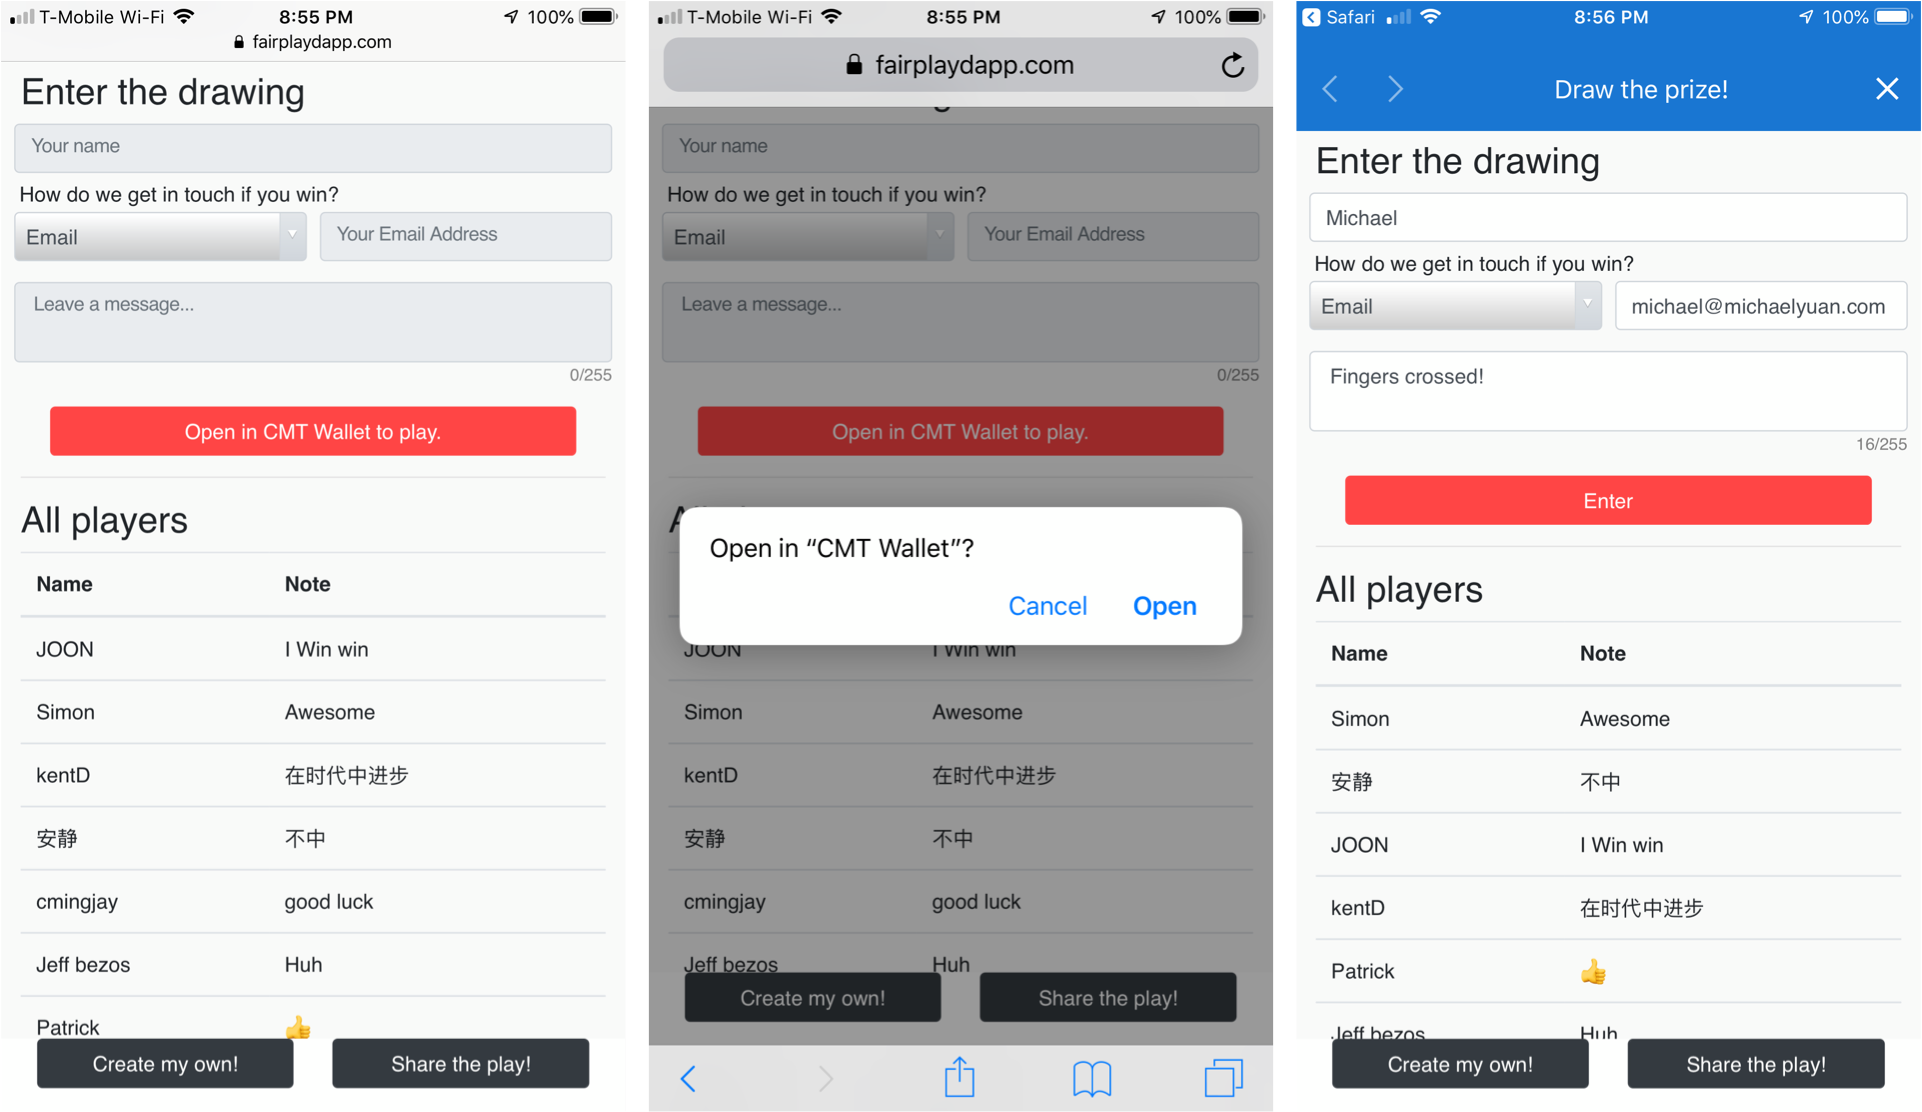 T-Mobile Wi-Fi 8:55 PM 100%
fairplaydapp.com
Enter the drawing
Your name
How do we get in touch if you win?
Email Your Email Address
Leave a message...
0/255
Open in CMT Wallet to play.
All players
Name Note
JOON I Win win
Simon Awesome
kentD 在时代中进步
安静 不中
cmingjay good luck
Jeff bezos Huh
Patrick 👍
Create my own! Share the play!
T-Mobile Wi-Fi 8:55 PM 100%
fairplaydapp.com
Your name
How do we get in touch if you win?
Email Your Email Address
Leave a message...
0/255
Open in CMT Wallet to play.
Open in “CMT Wallet”?
Cancel Open
JOON I Win win
Simon Awesome
kentD 在时代中进步
安静 不中
cmingjay good luck
Jeff bezos Huh
Create my own! Share the play!
Safari 8:56 PM 100%
Draw the prize!
Enter the drawing
Michael
How do we get in touch if you win?
Email michael@michaelyuan.com
Fingers crossed!
16/255
Enter
All players
Name Note
Simon Awesome
安静 不中
JOON I Win win
kentD 在时代中进步
Patrick 👍
Jeff bezos Huh
Create my own! Share the play!